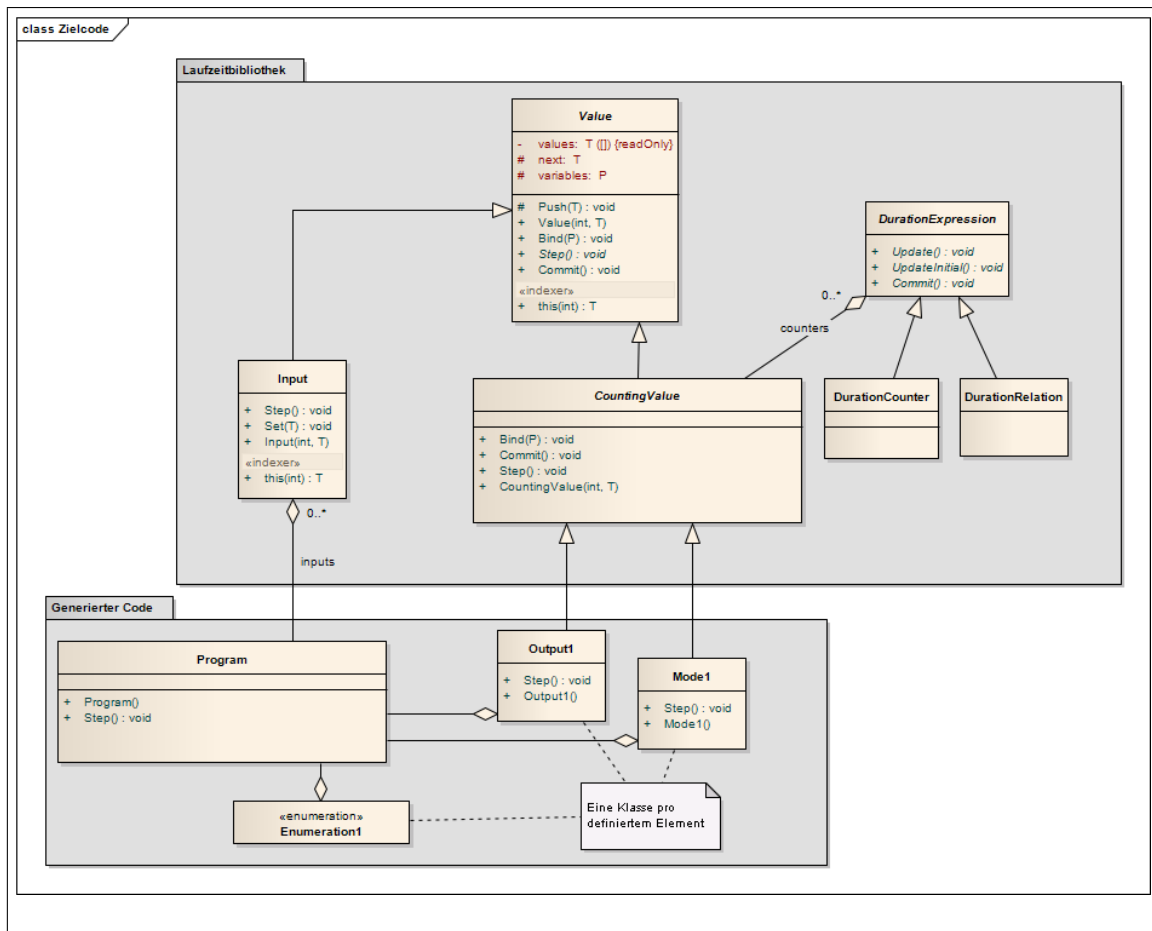 class Zielcode
Laufzeitbibliothek
Value
- values: T ([]) {readOnly}
# next: T
# variables: P
# Push(T) : void
+ Value(int, T)
+ Bind(P) : void
+ Step() : void
+ Commit() : void
«indexer»
+ this(int) : T
DurationExpression
+ Update() : void
+ UpdateInitial() : void
+ Commit() : void
0..*
counters
Input
+ Step() : void
+ Set(T) : void
+ Input(int, T)
«indexer»
+ this(int) : T
CountingValue
+ Bind(P) : void
+ Commit() : void
+ Step() : void
+ CountingValue(int, T)
DurationCounter
DurationRelation
0..*
inputs
Generierter Code
Program
+ Program()
+ Step() : void
Output1
+ Step() : void
+ Output1()
Mode1
+ Step() : void
+ Mode1()
«enumeration»
Enumeration1
Eine Klasse pro
definiertem Element